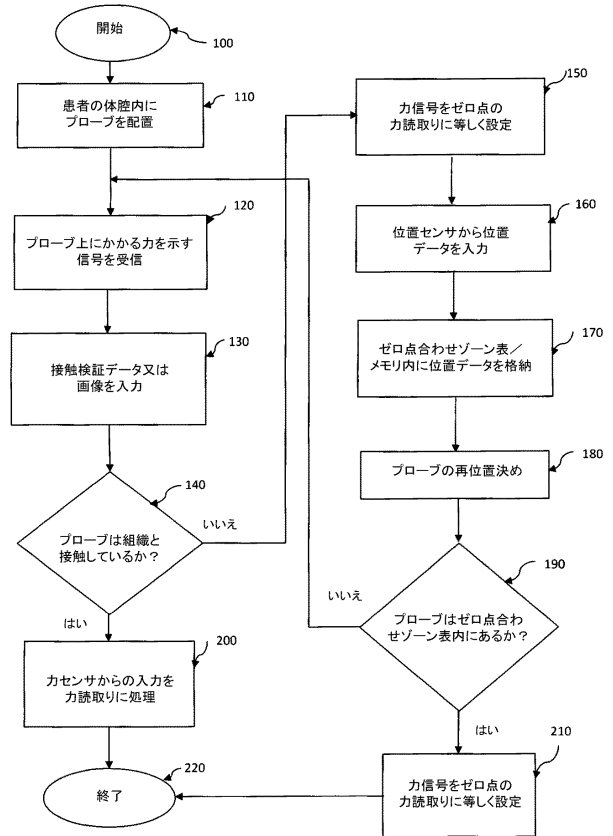 開始
100
患者の体腔内に
プローブを配置
110
プローブ上にかかる力を示す
信号を受信
120
接触検証データ又は
画像を入力
130
プローブは組織と
接触しているか?
140
いいえ
はい
力センサからの入力を
力読取りに処理
200
終了
220
力信号をゼロ点の
力読取りに等しく設定
150
位置センサから位置
データを入力
160
ゼロ点合わせゾーン表/
メモリ内に位置データを格納
170
プローブの再位置決め
180
プローブはゼロ点合わ
せゾーン表内にあるか?
190
いいえ
はい
力信号をゼロ点の
力読取りに等しく設定
210